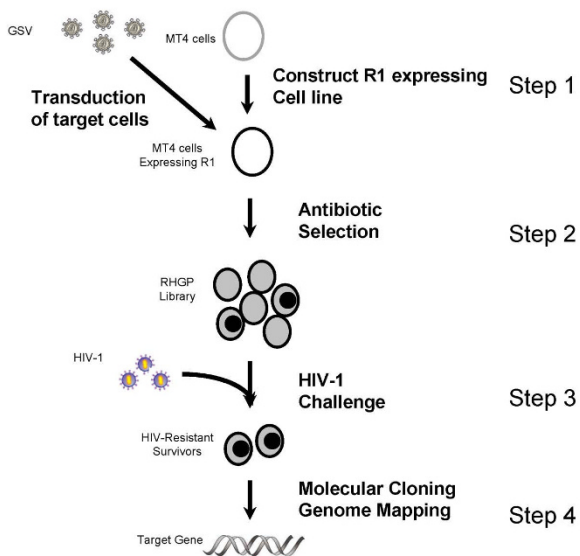 GSV
MT4 cells
Construct R1 expressing
Cell line
Step 1
Transduction
of target cells
MT4 cells
Expressing R1
Antibiotic
Selection
Step 2
RHGP
Library
HIV-1
HIV-1
Challenge
Step 3
HIV-Resistant
Survivors
Molecular Cloning
Genome Mapping
Step 4
Target Gene